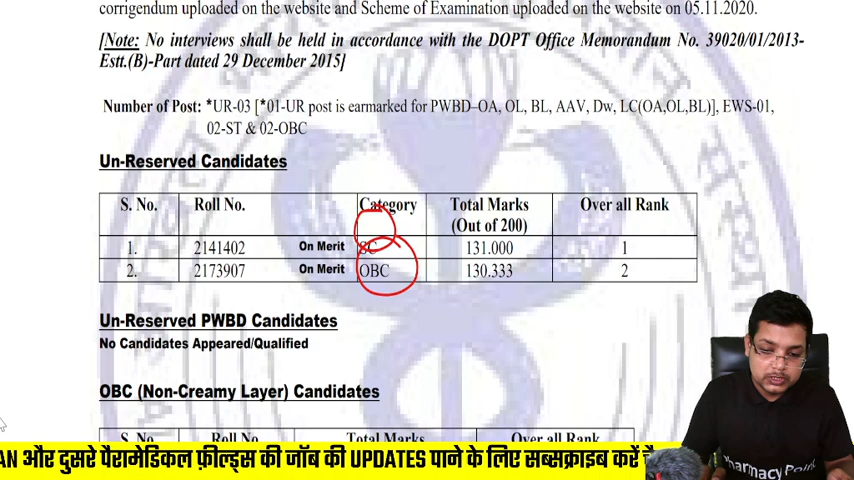 corrigendum uploaded on the website and Scheme of Examination uploaded on the website on 05.11.2020.
[Note: No interviews shall be held in accordance with the DOPT Office Memorandum No. 39020/01/2013-
Estt.(B)-Part dated 29 December 2015]
Number of Post: *UR-03 [*01-UR post is earmarked for PWBD–OA, OL, BL, AAV, Dw, LC(OA,OL,BL)], EWS-01,
02-ST & 02-OBC
Un-Reserved Candidates
S. No. Roll No. Category Total Marks (Out of 200) Over all Rank
1. 2141402 On Merit SC 131.000 1
2. 2173907 On Merit OBC 130.333 2
Un-Reserved PWBD Candidates
No Candidates Appeared/Qualified
OBC (Non-Creamy Layer) Candidates
S. No. Roll No. Total Marks Over all Rank
AN और दुसरे पैरामेडिकल फ़ील्ड्स की जॉब की UPDATES पाने के लिए सब्सक्राइब करें
Pharmacy Point